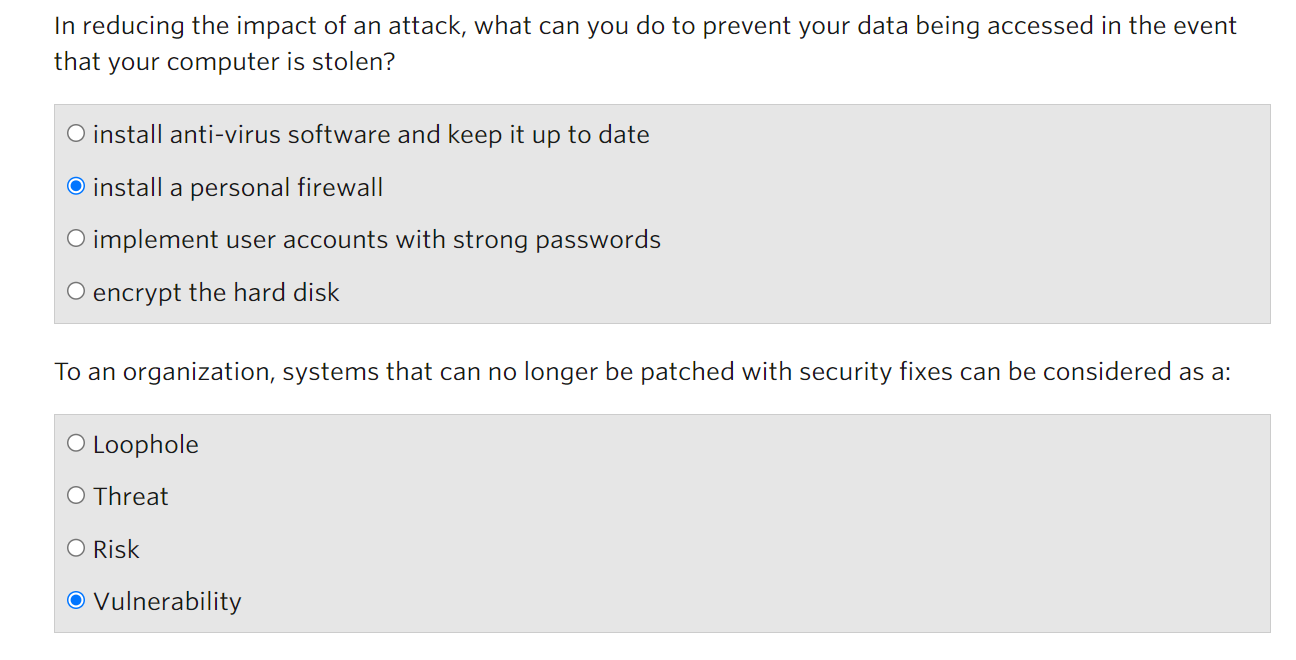 In reducing the impact of an attack, what can you do to prevent your data being accessed in the event
that your computer is stolen?
install anti-virus software and keep it up to date
install a personal firewall
implement user accounts with strong passwords
encrypt the hard disk
To an organization, systems that can no longer be patched with security fixes can be considered as a:
Loophole
Threat
Risk
Vulnerability